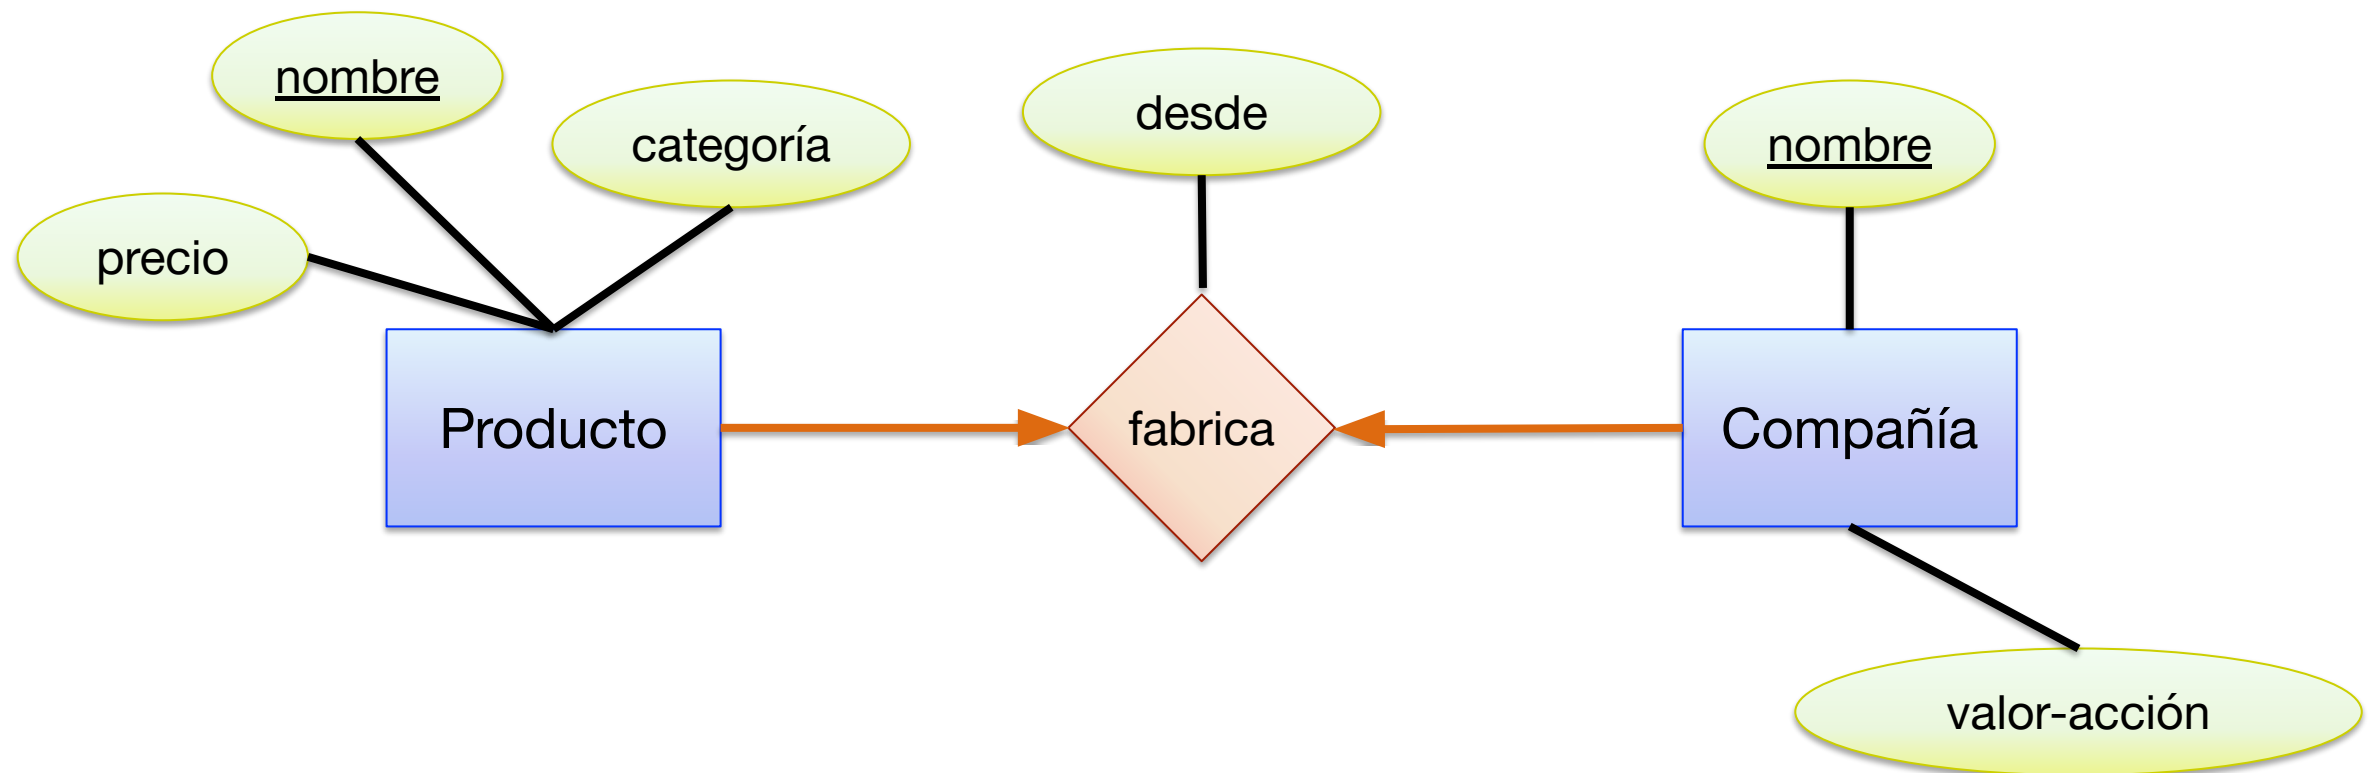 nombre
categoría
desde
nombre
precio
Producto
fabrica
Compañía
valor-acción